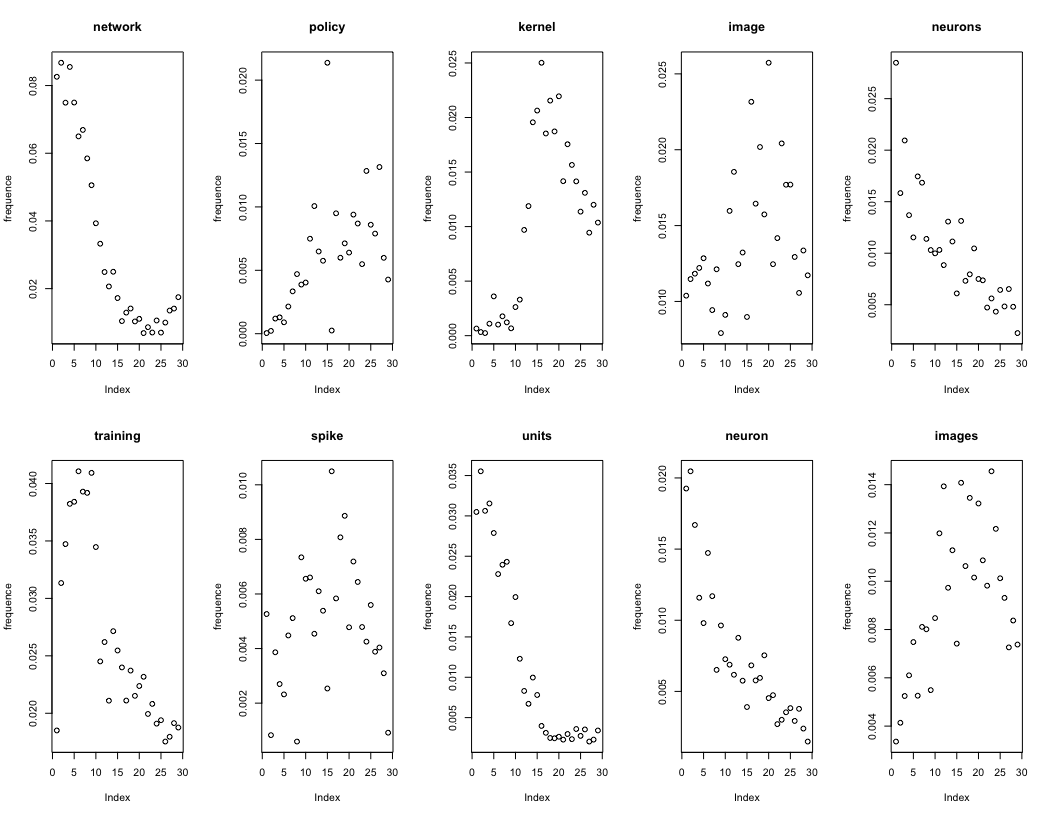 network policy kernel image neurons
frequence frequence frequence frequence frequence
0.02 0.04 0.06 0.08
0.000 0.005 0.010 0.015 0.020
0.000 0.005 0.010 0.015 0.020 0.025
0.010 0.015 0.020 0.025
0.005 0.010 0.015 0.020 0.025
0 5 10 15 20 25 30 0 5 10 15 20 25 30 0 5 10 15 20 25 30 0 5 10 15 20 25 30 0 5 10 15 20 25 30
Index Index Index Index Index
training spike units neuron images
frequence frequence frequence frequence frequence
0.020 0.025 0.030 0.035 0.040
0.002 0.004 0.006 0.008 0.010
0.005 0.010 0.015 0.020 0.025 0.030 0.035
0.005 0.010 0.015 0.020
0.004 0.006 0.008 0.010 0.012 0.014
0 5 10 15 20 25 30 0 5 10 15 20 25 30 0 5 10 15 20 25 30 0 5 10 15 20 25 30 0 5 10 15 20 25 30
Index Index Index Index Index